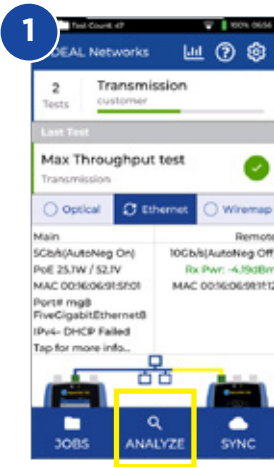 1
Test Count: 47
100% 06:56
IDEAL Networks
2 Transmission
Tests customer
Last Test
Max Throughput test
Transmission
Optical Ethernet Wiremap
Main Remote
5Gb/s(AutoNeg On) 10Gb/s(AutoNeg Off)
PoE 25.1W / 52.1V Rx Pwr: -4.19dBm
MAC 00:16:06:91:5f:01 MAC 00:16:06:99:11:12
Port# mg8
FiveGigabitEthernet8
IPv4- DHCP Failed
Tap for more info...
JOBS ANALYZE SYNC